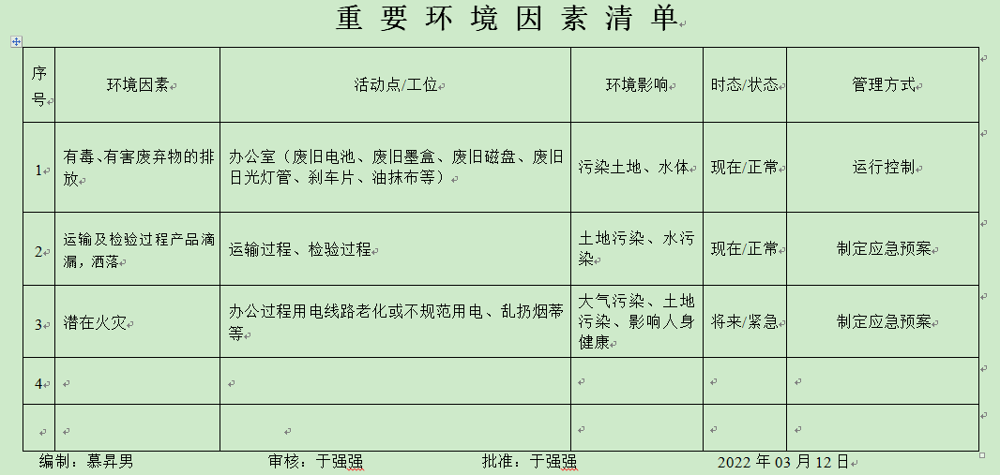 重要环境因素清单
序号 环境因素 活动点/工位 环境影响 时态/状态 管理方式
1 有毒、有害废弃物的排放 办公室（废旧电池、废旧墨盒、废旧磁盘、废旧日光灯管、刹车片、油抹布等） 污染土地、水体 现在/正常 运行控制
2 运输及检验过程产品滴漏，洒落 运输过程、检验过程 土地污染、水污染 现在/正常 制定应急预案
3 潜在火灾 办公过程用电线路老化或不规范用电、乱扔烟蒂等 大气污染、土地污染、影响人身健康 将来/紧急 制定应急预案
4
编制：慕昇男 审核：于强强 批准：于强强 2022年03月12日